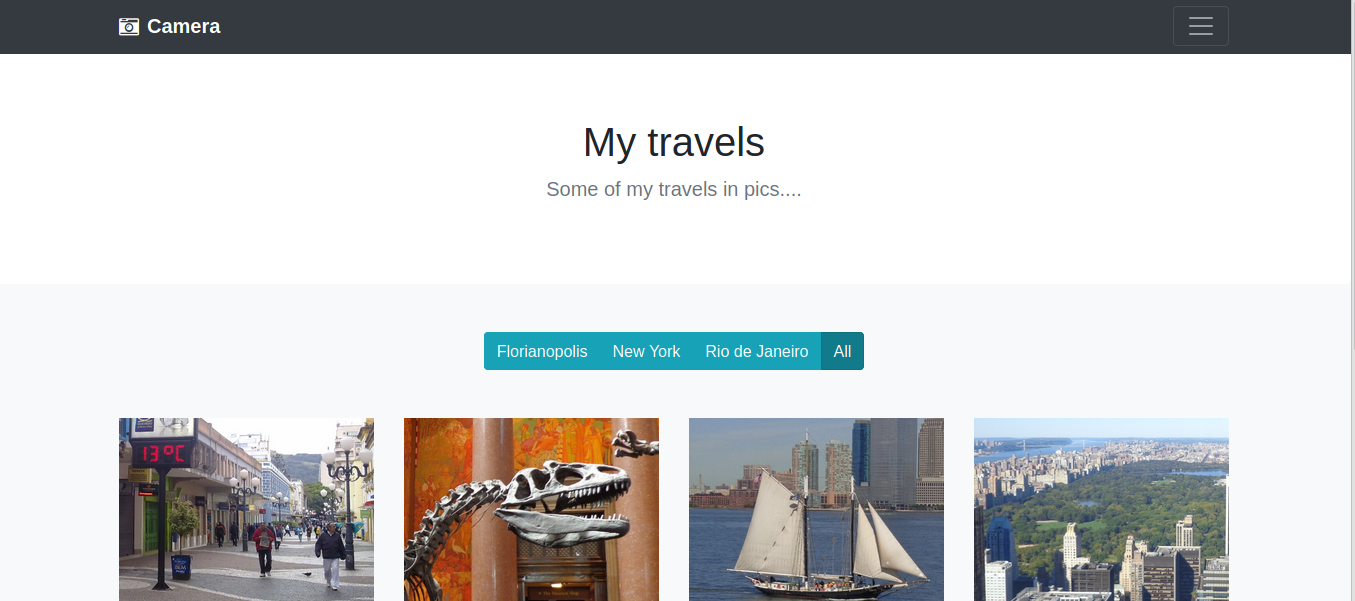 Camera
My travels
Some of my travels in pics....
Florianopolis New York Rio de Janeiro All
13°C